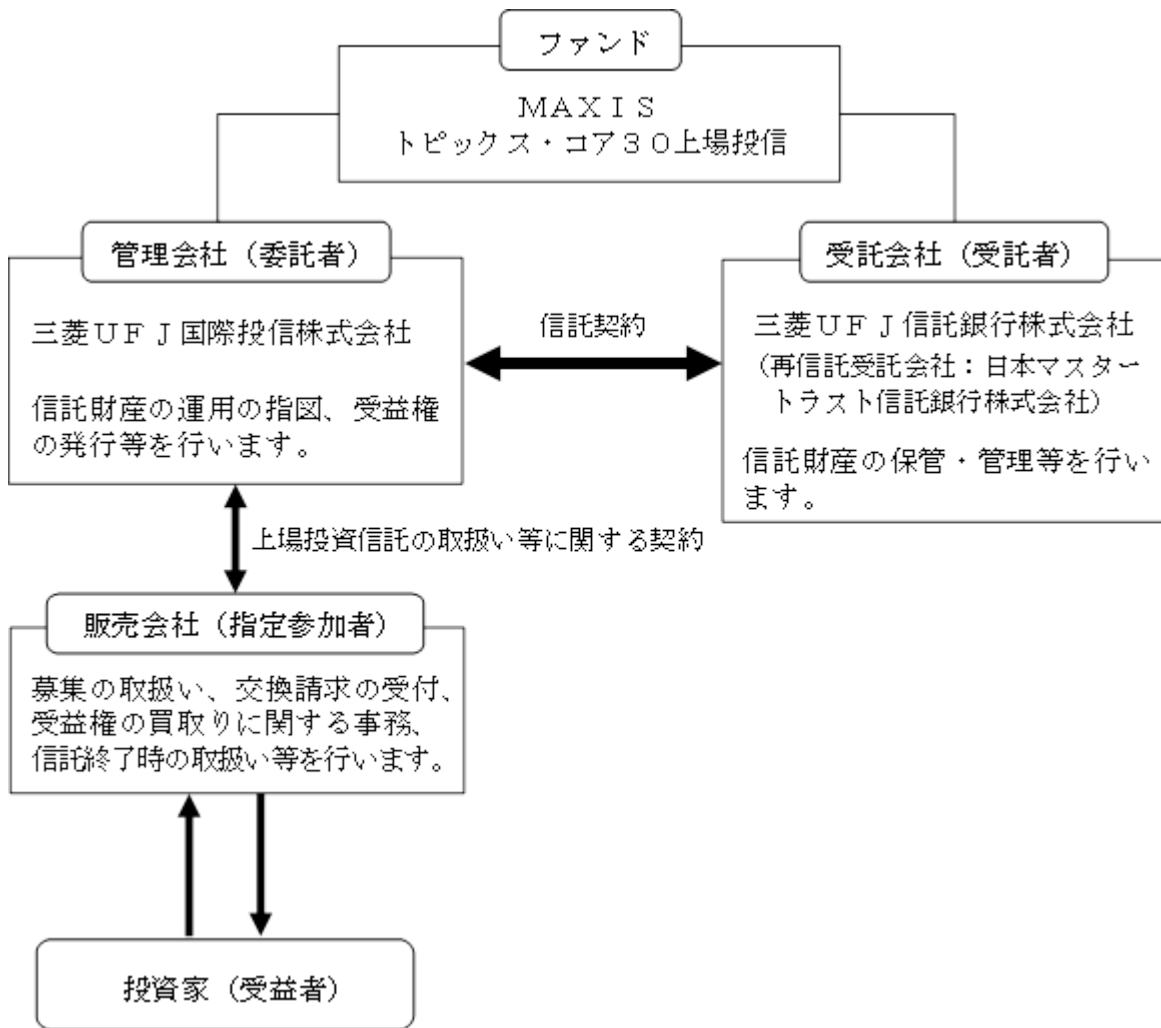 ファンド
ＭＡＸＩＳ
トピックス・コア３０上場投信
管理会社（委託者）
三菱ＵＦＪ国際投信株式会社
信託財産の運用の指図、受益権
の発行等を行います。
信託契約
受託会社（受託者）
三菱ＵＦＪ信託銀行株式会社
（再信託受託会社：日本マスター
トラスト信託銀行株式会社）
信託財産の保管・管理等を行い
ます。
上場投資信託の取扱い等に関する契約
販売会社（指定参加者）
募集の取扱い、交換請求の受付、
受益権の買取りに関する事務、
信託終了時の取扱い等を行います。
投資家（受益者）